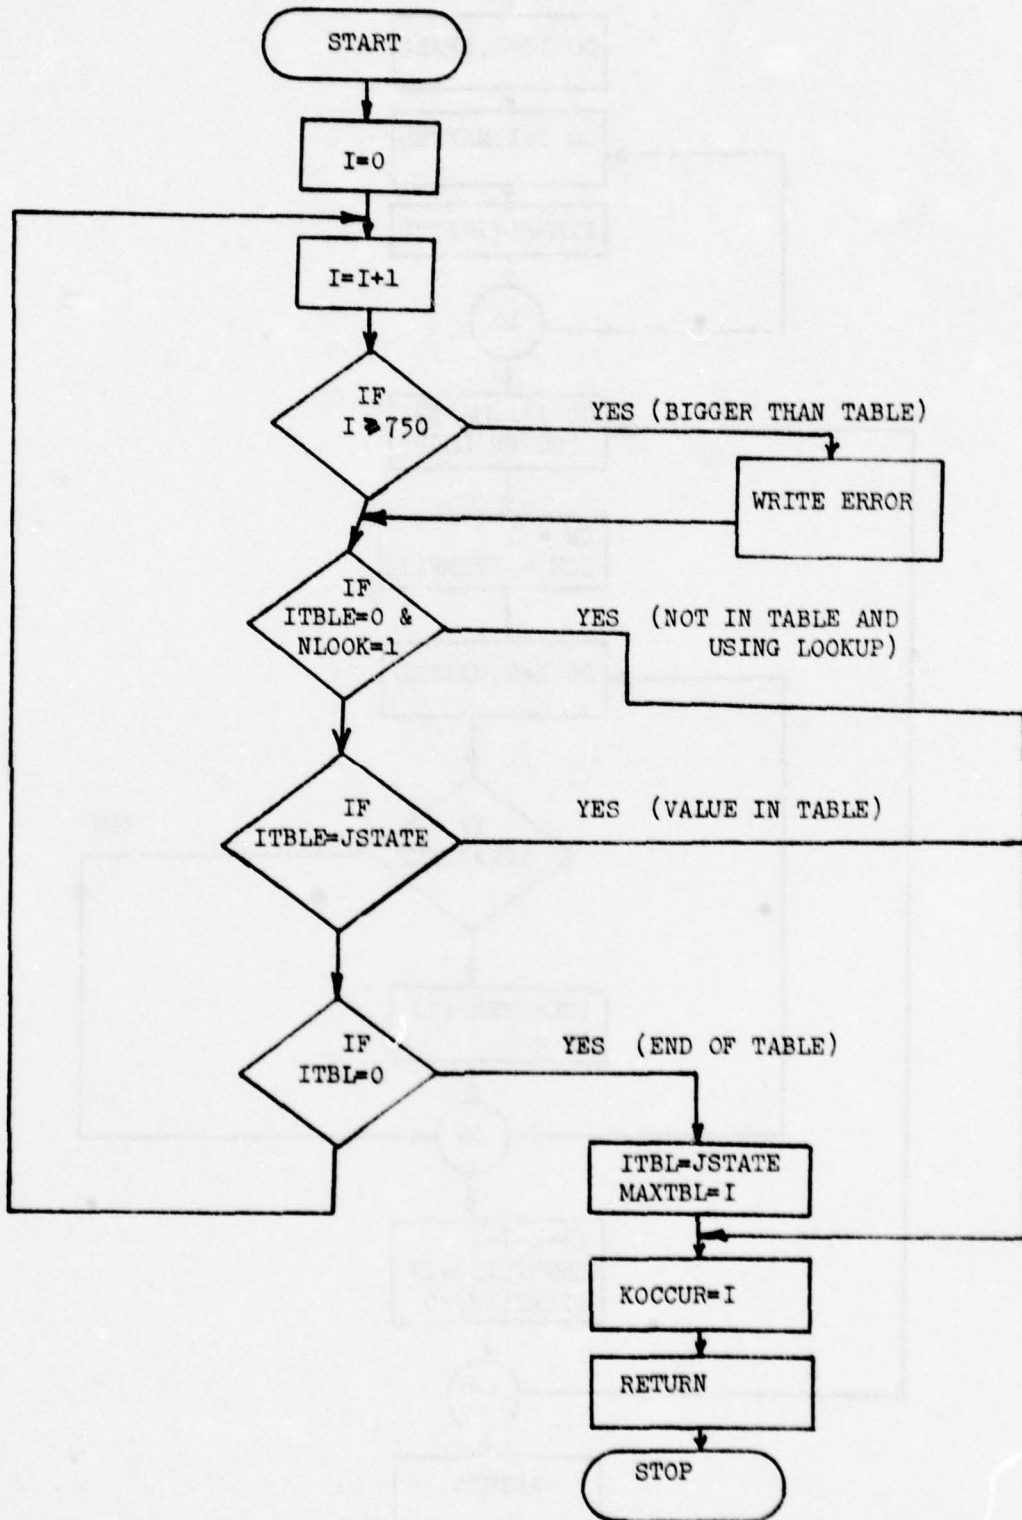 START
I=0
I=I+1
IF
I ≥ 750
YES (BIGGER THAN TABLE)
WRITE ERROR
IF
ITBLE=0 &
NLOOK=1
YES (NOT IN TABLE AND
USING LOOKUP)
IF
ITBLE=JSTATE
YES (VALUE IN TABLE)
IF
ITBL=0
YES (END OF TABLE)
ITBL=JSTATE
MAXTBL=I
KOCCUR=I
RETURN
STOP